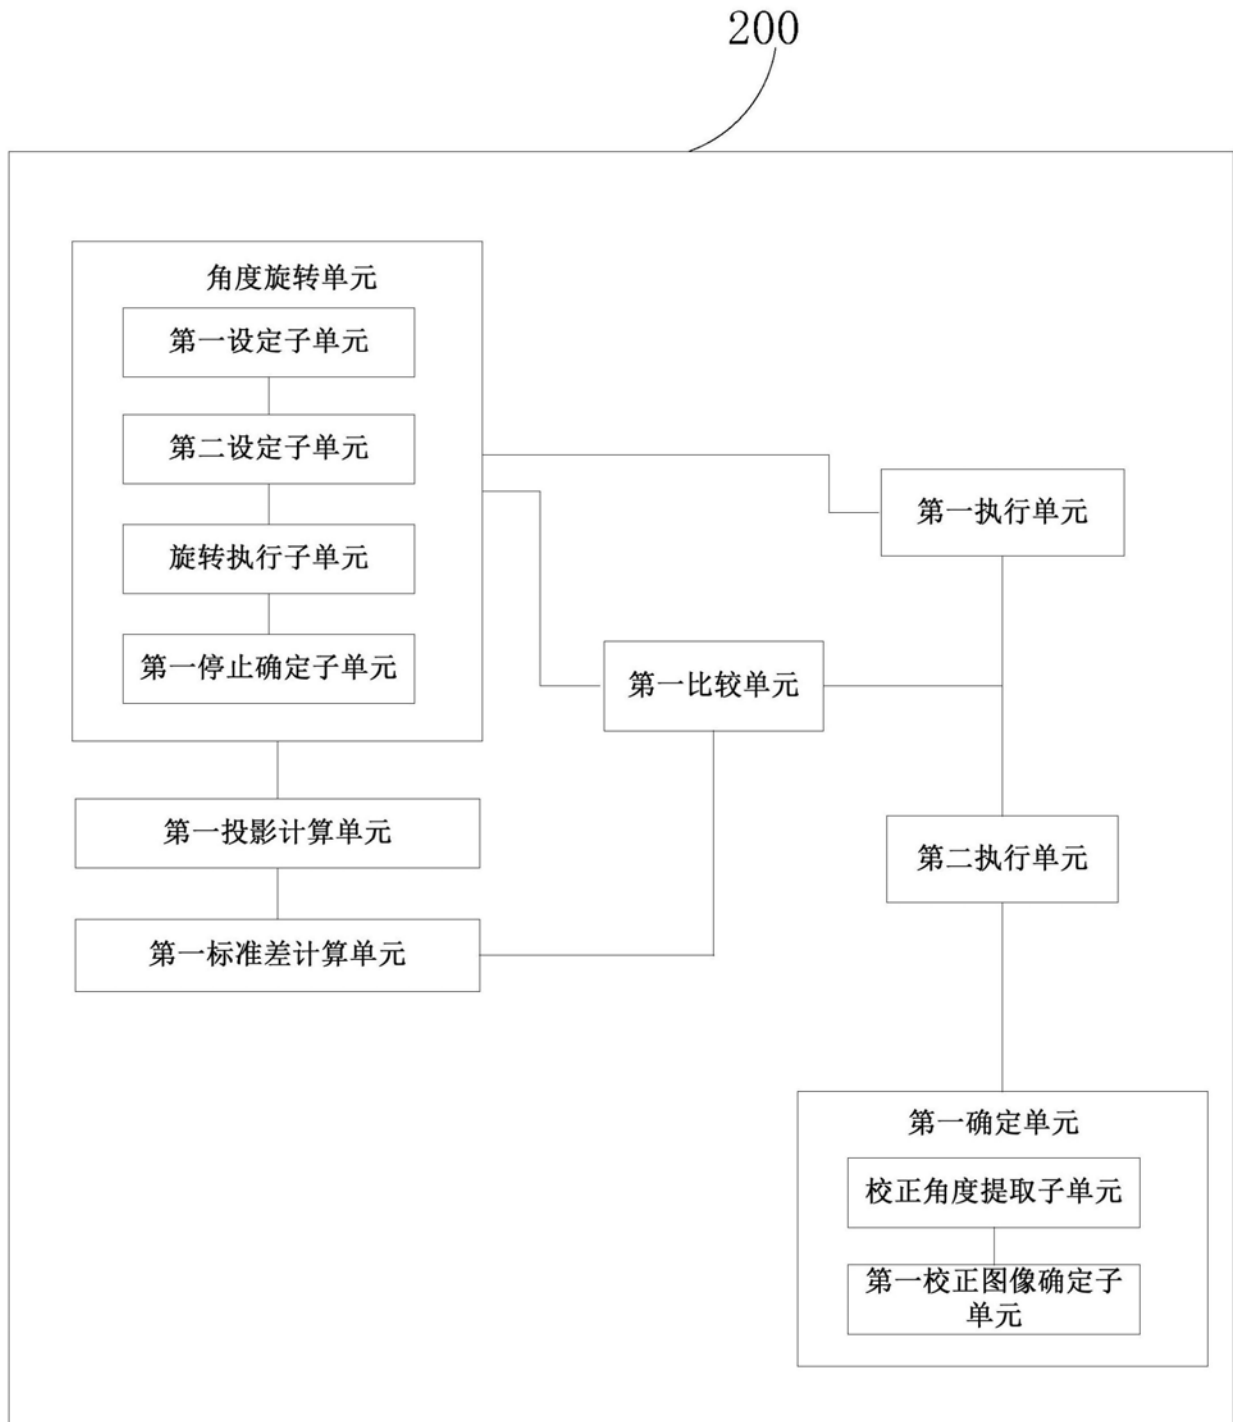 200
角度旋转单元
第一设定子单元
第二设定子单元
旋转执行子单元
第一停止确定子单元
第一投影计算单元
第一标准差计算单元
第一比较单元
第一执行单元
第二执行单元
第一确定单元
校正角度提取子单元
第一校正图像确定子
单元